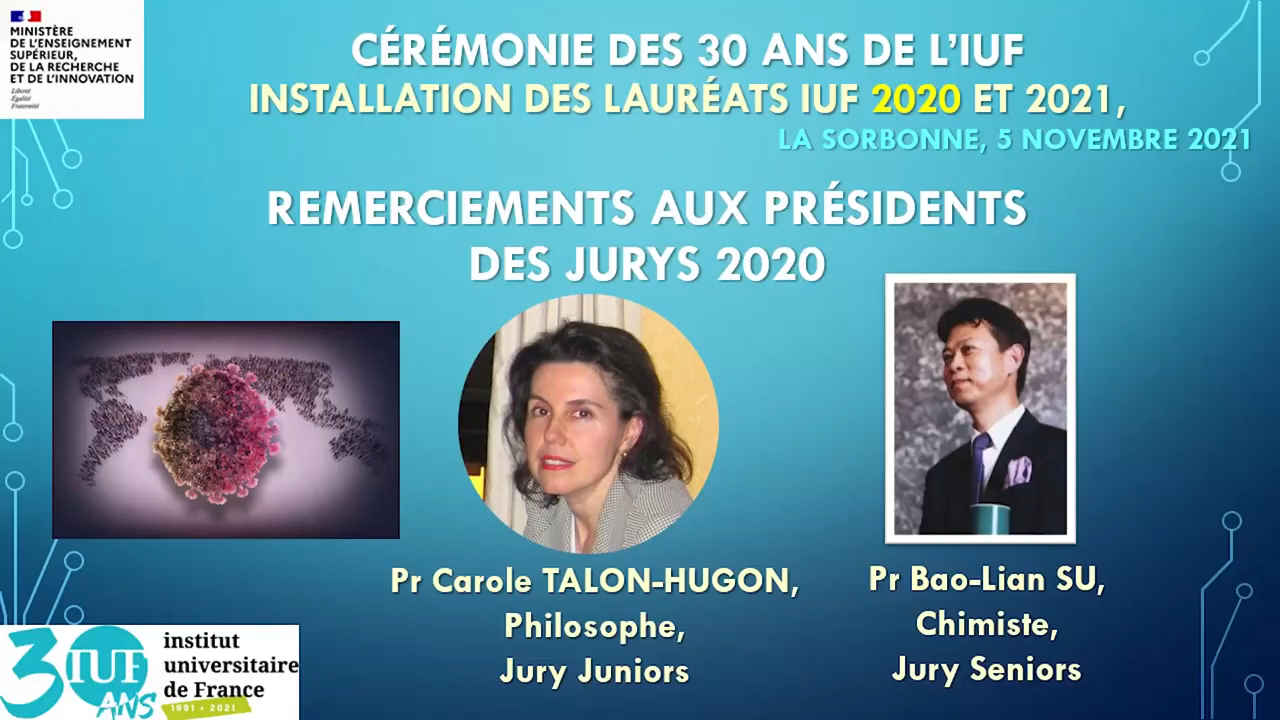 MINISTÈRE
DE L'ENSEIGNEMENT
SUPÉRIEUR,
DE LA RECHERCHE
ET DE L'INNOVATION
Liberté
Égalité
Fraternité
CÉRÉMONIE DES 30 ANS DE L'IUF
INSTALLATION DES LAURÉATS IUF 2020 ET 2021,
LA SORBONNE, 5 NOVEMBRE 2021
REMERCIEMENTS AUX PRÉSIDENTS
DES JURYS 2020
Pr Carole TALON-HUGON,
Philosophe,
Jury Juniors
Pr Bao-Lian SU,
Chimiste,
Jury Seniors
30 IUF
ANS
institut
universitaire
de France
1991 • 2021